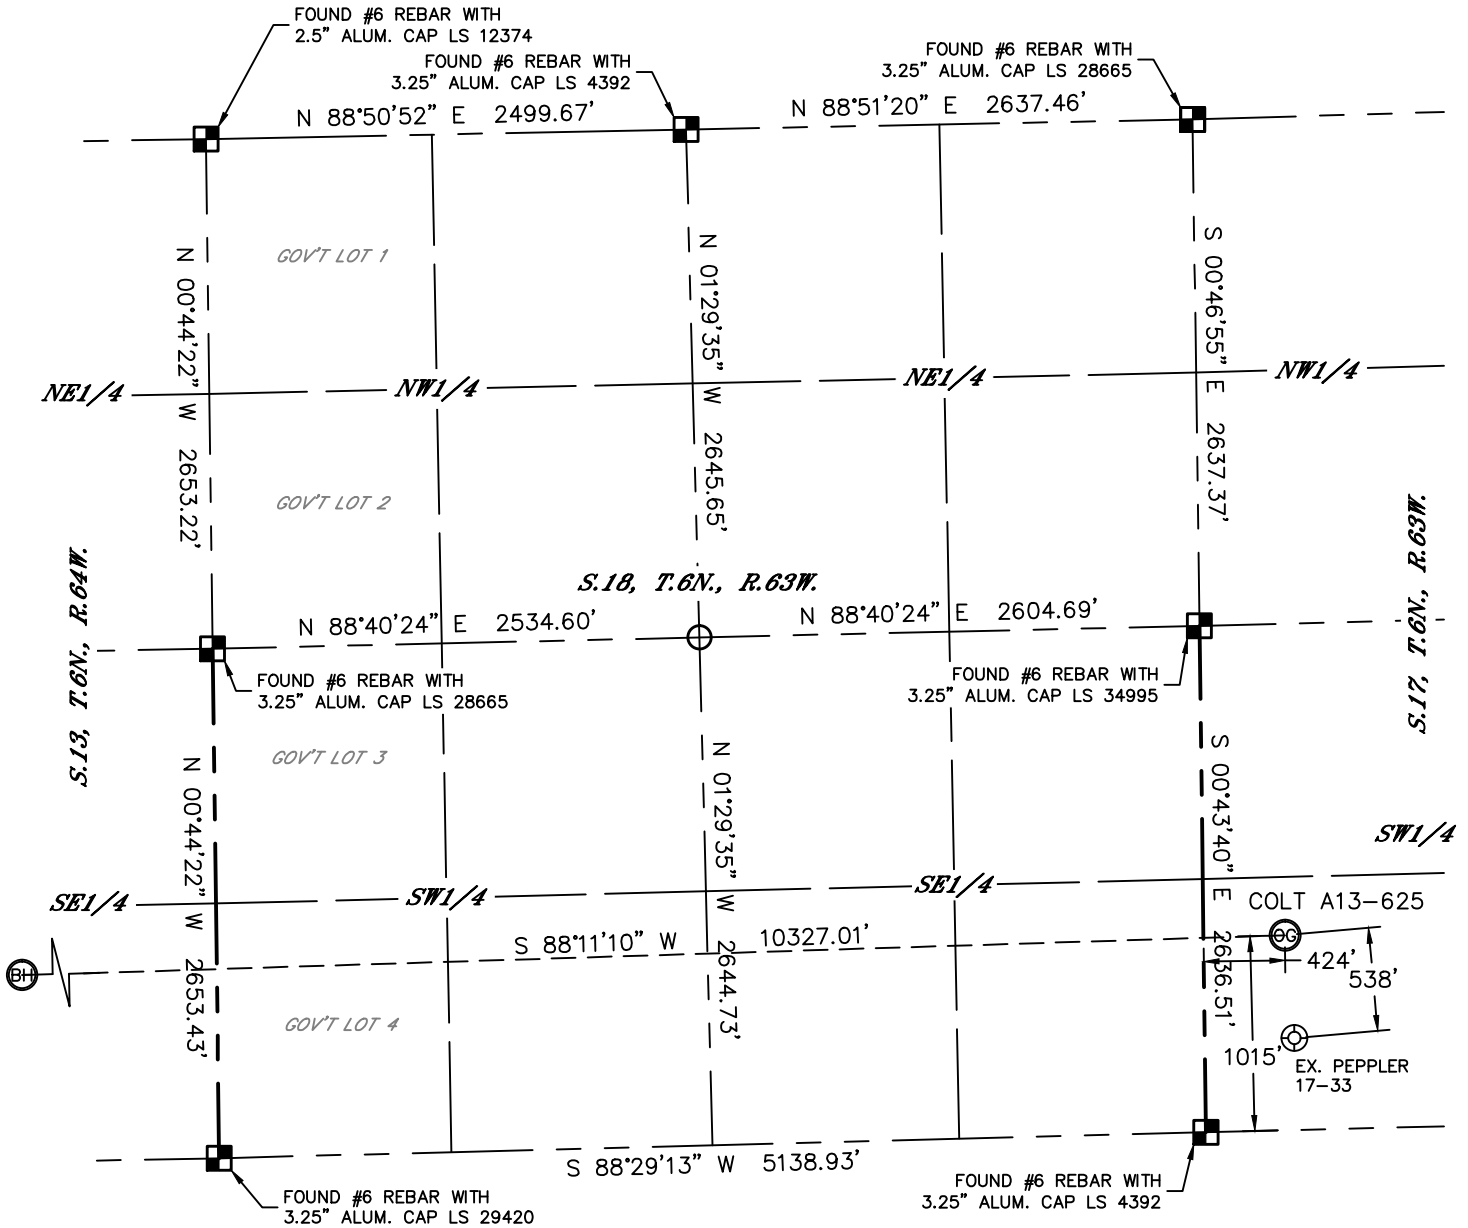 FOUND #6 REBAR WITH
2.5" ALUM. CAP LS 12374
FOUND #6 REBAR WITH
3.25" ALUM. CAP LS 4392
FOUND #6 REBAR WITH
3.25" ALUM. CAP LS 28665
N 88°50'52" E 2499.67'
N 88°51'20" E 2637.46'
GOV'T LOT 1
N 00°44'22" W 2653.22'
N 01°29'35" W 2645.65'
S 00°46'55" E 2637.37'
NE1/4
NW1/4
NE1/4
NW1/4
GOV'T LOT 2
S.13, T.6N., R.64W.
S.18, T.6N., R.63W.
S.17, T.6N., R.63W.
N 88°40'24" E 2534.60'
N 88°40'24" E 2604.69'
FOUND #6 REBAR WITH
3.25" ALUM. CAP LS 28665
FOUND #6 REBAR WITH
3.25" ALUM. CAP LS 34995
GOV'T LOT 3
N 00°44'22" W 2653.43'
N 01°29'35" W 2644.73'
S 00°43'40" E 2636.51'
SW1/4
SE1/4
SW1/4
SE1/4
COLT A13-625
S 88°11'10" W 10327.01'
OG
BH
424'
538'
GOV'T LOT 4
1015'
EX. PEPPLER
17-33
S 88°29'13" W 5138.93'
FOUND #6 REBAR WITH
3.25" ALUM. CAP LS 29420
FOUND #6 REBAR WITH
3.25" ALUM. CAP LS 4392